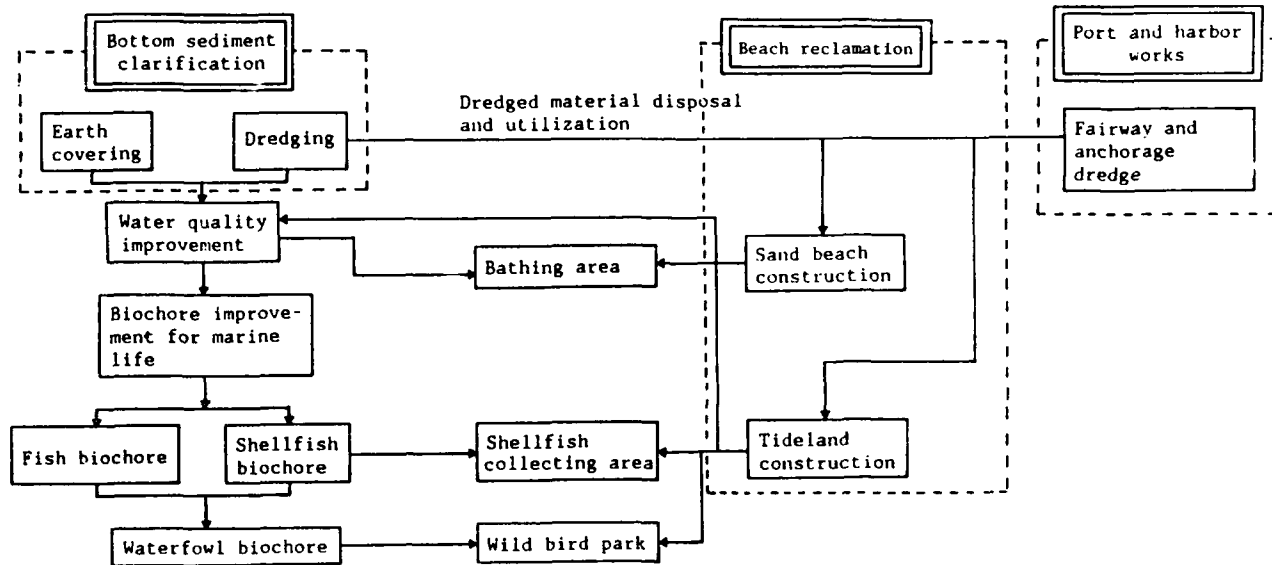 Bottom sediment
clarification
Beach reclamation
Port and harbor
works
Earth
covering
Dredging
Dredged material disposal
and utilization
Fairway and
anchorage
dredge
Water quality
improvement
Bathing area
Sand beach
construction
Biochore improve-
ment for marine
life
Fish biochore
Shellfish
biochore
Shellfish
collecting area
Tideland
construction
Waterfowl biochore
Wild bird park